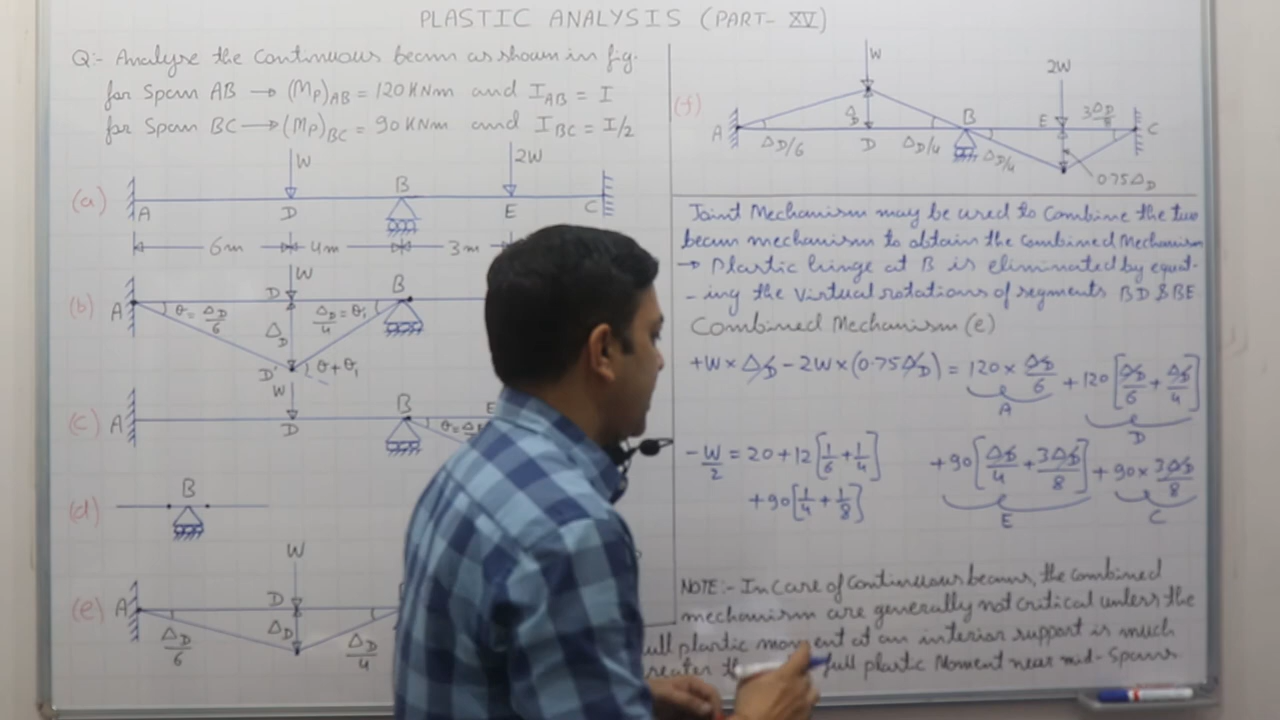 PLASTIC ANALYSIS (PART- XV)
Q:- Analyse the Continuous beam as shown in fig.
for Span AB → (Mp)AB = 120 KNm and IAB = I
for Span BC → (Mp)BC = 90 KNm and IBC = I/2
(a)
W
2W
A
D
B
E
C
6m
4m
3m
(b)
W
A
D
B
θ = ΔD/6
ΔD
ΔD/4 = θ1
D'
θ+θ1
(c)
W
A
D
B
E
(d)
B
(e)
W
A
D
ΔD/6
ΔD
ΔD/4
(f)
W
2W
A
ΔD/6
ΔD
D
ΔD/4
B
ΔD/4
E
3ΔD/8
C
0.75ΔD
Joint Mechanism may be used to Combine the two
beam mechanism to obtain the Combined Mechanism
→ Plastic hinge at B is eliminated by equat-
- ing the virtual rotations of segments BD & BE
Combined Mechanism (e)
+W × ΔD - 2W × (0.75ΔD) = 120 × ΔD/6 + 120 [ΔD/6 + ΔD/4]
A
D
+ 90 [ΔD/4 + 3ΔD/8] + 90 × 3ΔD/8
E
C
-W/2 = 20 + 12 [1/6 + 1/4]
+ 90 [1/4 + 1/8]
NOTE:- In Case of Continuous beams, the combined
mechanism are generally not critical unless the
ull plastic moment at an interior support is much
reater th full plastic Moment near mid-Spans